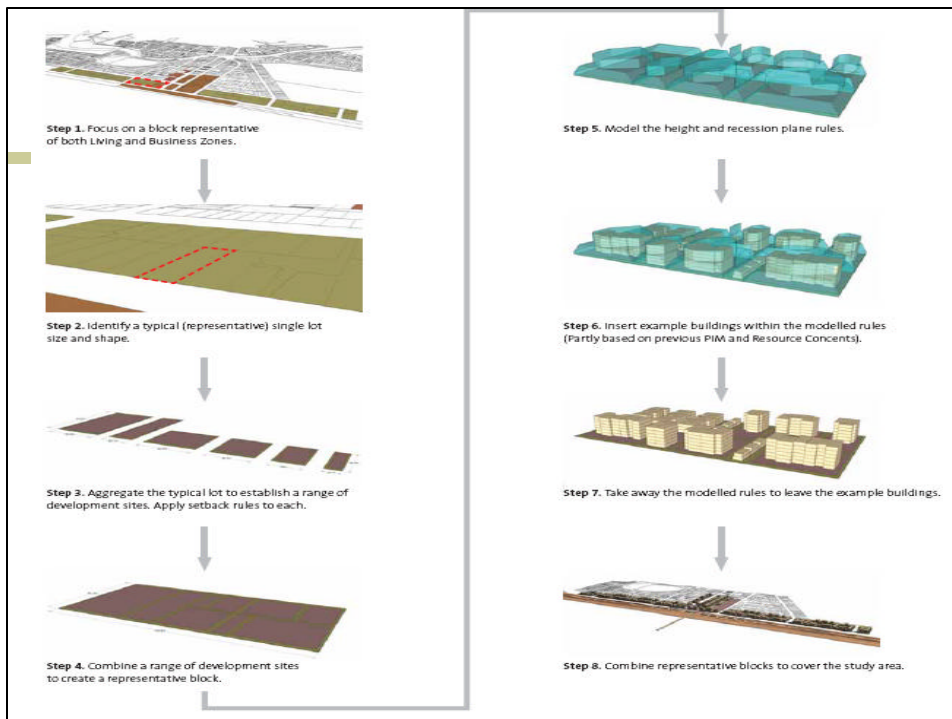 Step 1. Focus on a block representative
of both Living and Business Zones.
Step 2. Identify a typical (representative) single lot
size and shape.
Step 3. Aggregate the typical lot to establish a range of
development sites. Apply setback rules to each.
Step 4. Combine a range of development sites
to create a representative block.
Step 5. Model the height and recession plane rules.
Step 6. Insert example buildings within the modelled rules
(Partly based on previous PIM and Resource Concents).
Step 7. Take away the modelled rules to leave the example buildings.
Step 8. Combine representative blocks to cover the study area.